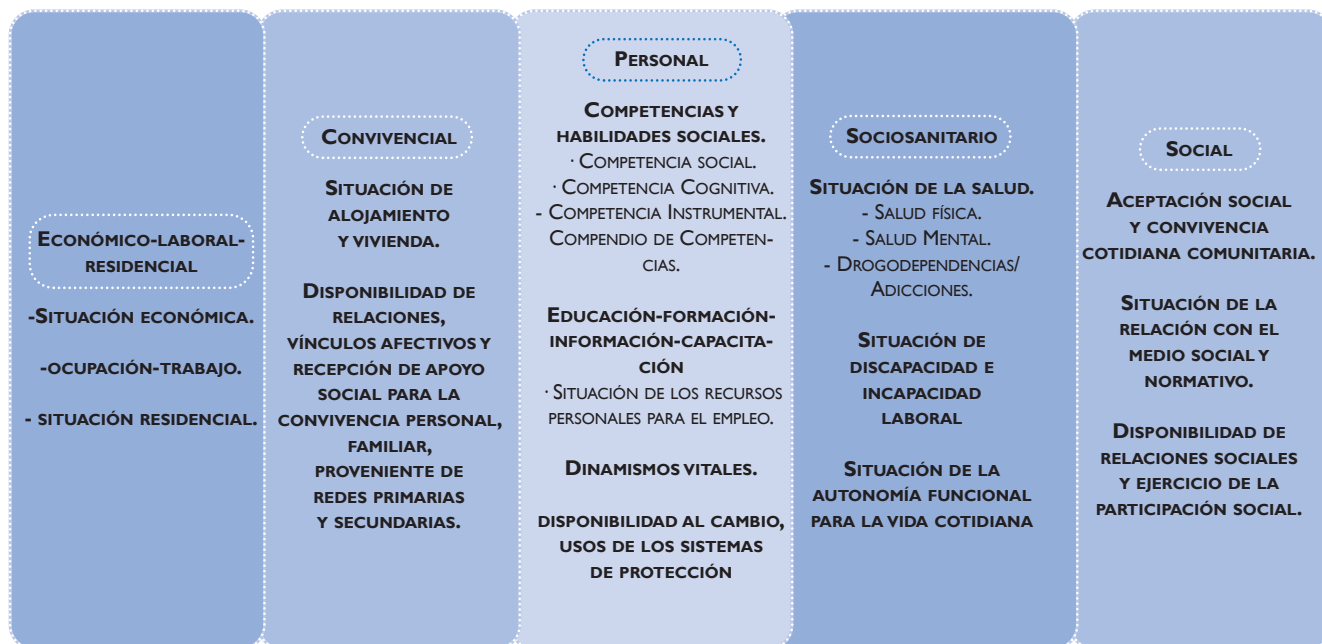 Económico-laboral-
residencial
-Situación económica.
-ocupación-trabajo.
- situación residencial.
Convivencial
Situación de
alojamiento
y vivienda.
Disponibilidad de
relaciones,
vínculos afectivos y
recepción de apoyo
social para la
convivencia personal,
familiar,
proveniente de
redes primarias
y secundarias.
Personal
Competencias y
habilidades sociales.
· Competencia social.
· Competencia Cognitiva.
- Competencia Instrumental.
Compendio de Competen-
cias.
Educación-formación-
información-capacita-
ción
· Situación de los recursos
personales para el empleo.
Dinamismos vitales.
disponibilidad al cambio,
usos de los sistemas
de protección
Sociosanitario
Situación de la salud.
- Salud física.
- Salud Mental.
- Drogodependencias/
Adicciones.
Situación de
discapacidad e
incapacidad
laboral
Situación de la
autonomía funcional
para la vida cotidiana
Social
Aceptación social
y convivencia
cotidiana comunitaria.
Situación de la
relación con el
medio social y
normativo.
Disponibilidad de
relaciones sociales
y ejercicio de la
participación social.